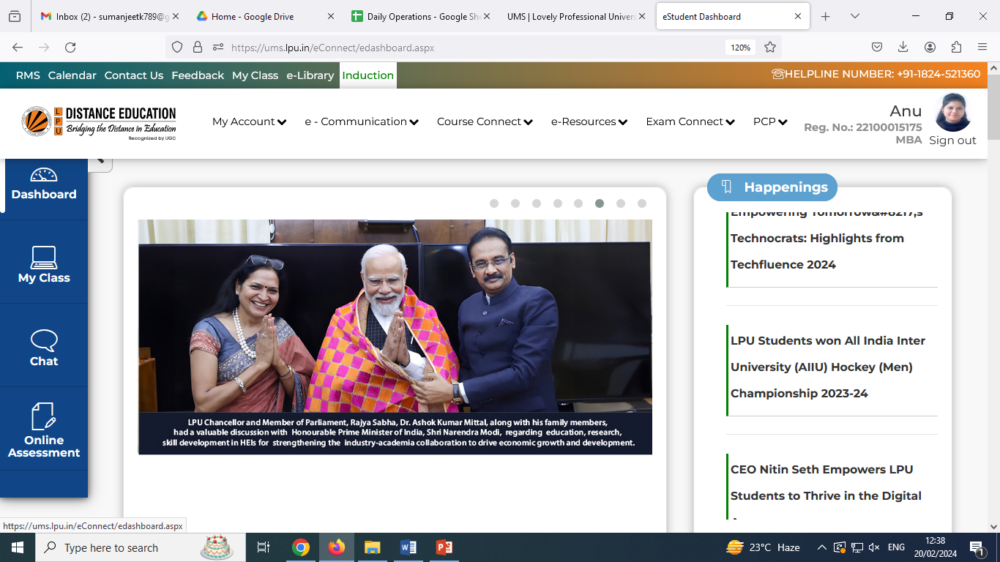 Inbox (2) - sumanjeetk789@g
Home - Google Drive
Daily Operations - Google She
UMS | Lovely Professional Univers
eStudent Dashboard
https://ums.lpu.in/eConnect/edashboard.aspx
120%
RMS Calendar Contact Us Feedback My Class e-Library Induction
HELPLINE NUMBER: +91-1824-521360
LPU
DISTANCE EDUCATION
Bridging the Distance in Education
Recognized by UGC
My Account
e - Communication
Course Connect
e-Resources
Exam Connect
PCP
Anu
Reg. No.: 22100015175
MBA
Sign out
Dashboard
My Class
Chat
Online
Assessment
LPU Chancellor and Member of Parliament, Rajya Sabha, Dr. Ashok Kumar Mittal, along with his family members,
had a valuable discussion with Honourable Prime Minister of India, Shri Narendra Modi, regarding education, research,
skill development in HEIs for strengthening the industry-academia collaboration to drive economic growth and development.
Happenings
Empowering Tomorrow&#8217;s
Technocrats: Highlights from
Techfluence 2024
LPU Students won All India Inter
University (AIIU) Hockey (Men)
Championship 2023-24
CEO Nitin Seth Empowers LPU
Students to Thrive in the Digital
https://ums.lpu.in/eConnect/edashboard.aspx
Type here to search
23°C Haze
ENG
12:38
20/02/2024
1